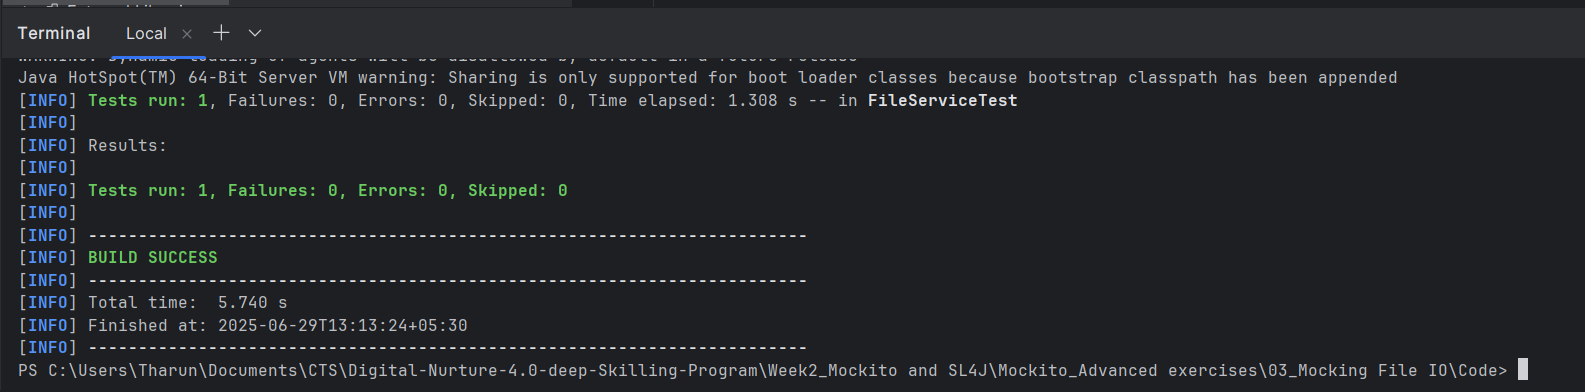 Terminal Local × + ⌄
Java HotSpot(TM) 64-Bit Server VM warning: Sharing is only supported for boot loader classes because bootstrap classpath has been appended
[INFO] Tests run: 1, Failures: 0, Errors: 0, Skipped: 0, Time elapsed: 1.308 s -- in FileServiceTest
[INFO]
[INFO] Results:
[INFO]
[INFO] Tests run: 1, Failures: 0, Errors: 0, Skipped: 0
[INFO]
[INFO] ------------------------------------------------------------------------
[INFO] BUILD SUCCESS
[INFO] ------------------------------------------------------------------------
[INFO] Total time:  5.740 s
[INFO] Finished at: 2025-06-29T13:13:24+05:30
[INFO] ------------------------------------------------------------------------
PS C:\Users\Tharun\Documents\CTS\Digital-Nurture-4.0-deep-Skilling-Program\Week2_Mockito and SL4J\Mockito_Advanced exercises\03_Mocking File IO\Code>